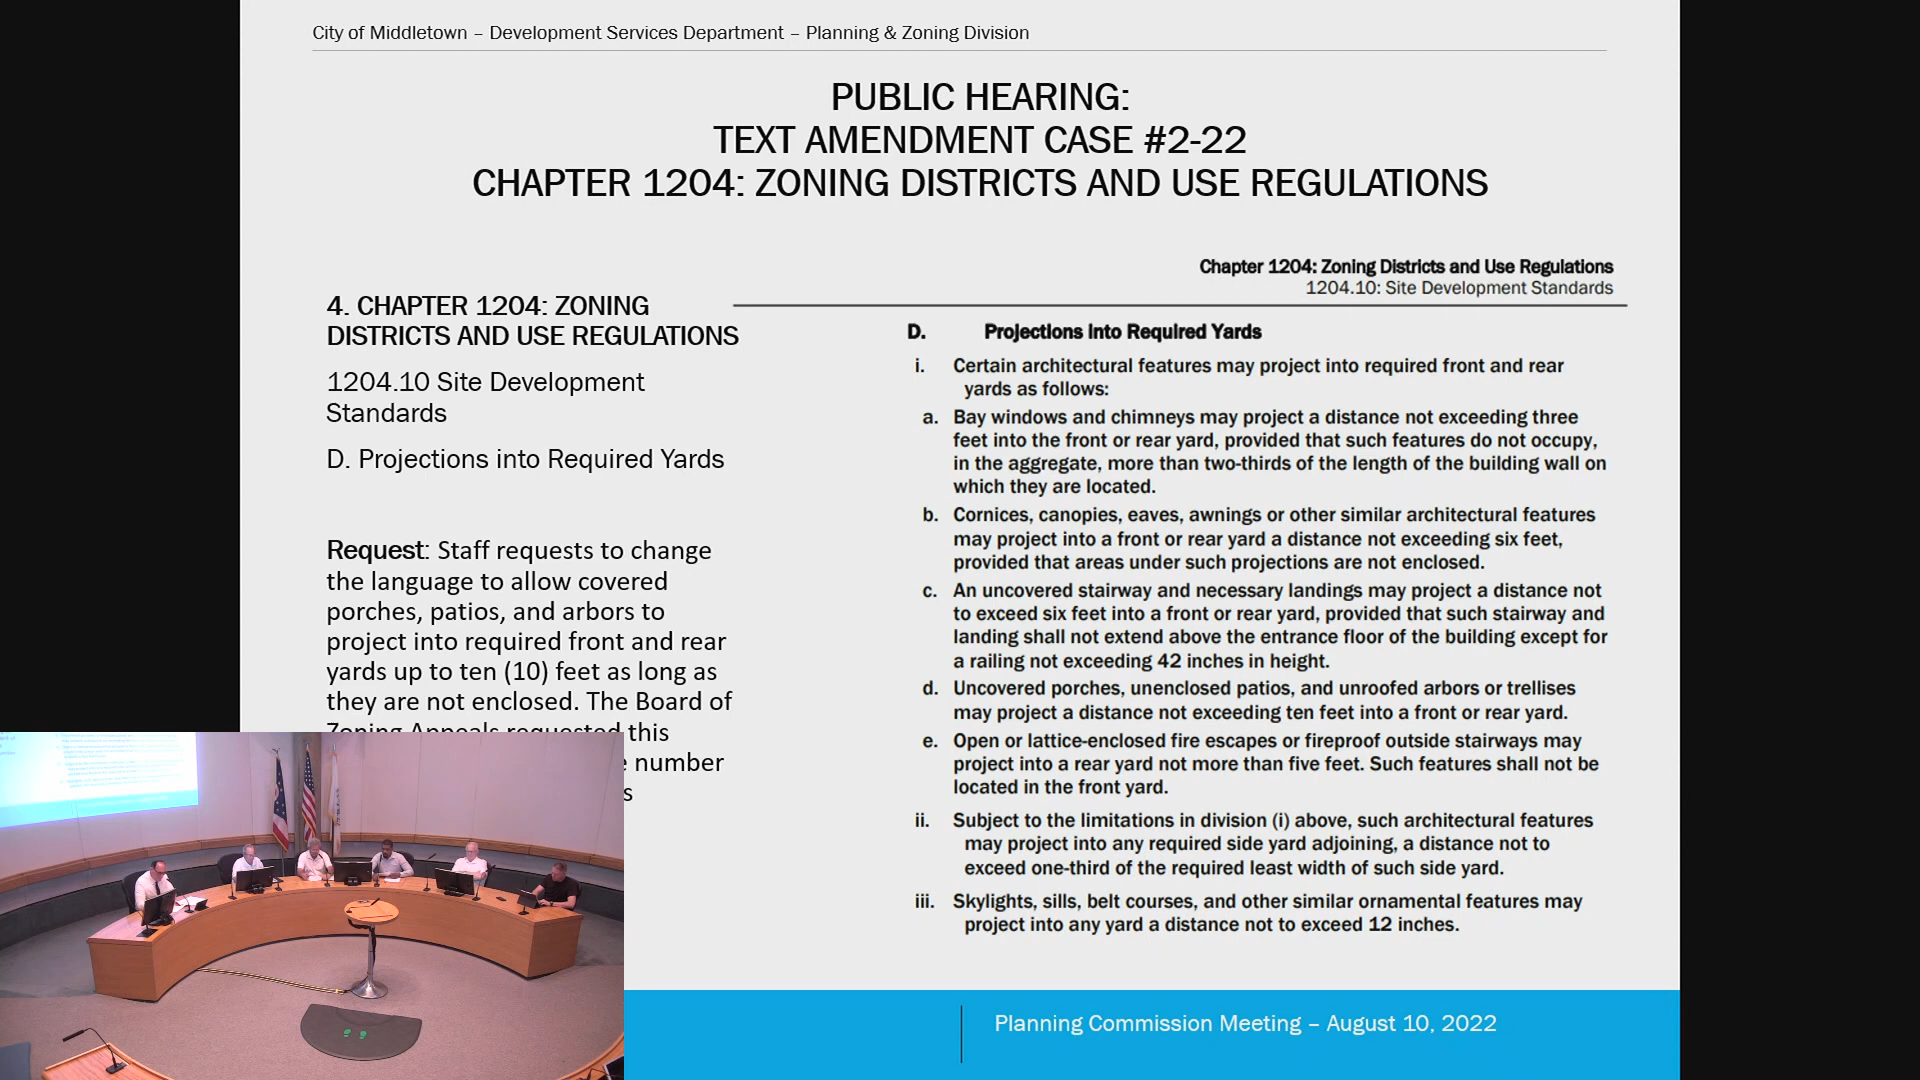 City of Middletown – Development Services Department – Planning & Zoning Division
PUBLIC HEARING:
TEXT AMENDMENT CASE #2-22
CHAPTER 1204: ZONING DISTRICTS AND USE REGULATIONS
4. CHAPTER 1204: ZONING
DISTRICTS AND USE REGULATIONS
1204.10 Site Development
Standards
D. Projections into Required Yards
Request: Staff requests to change
the language to allow covered
porches, patios, and arbors to
project into required front and rear
yards up to ten (10) feet as long as
they are not enclosed. The Board of
Zoning Appeals requested this
number
Chapter 1204: Zoning Districts and Use Regulations
1204.10: Site Development Standards
D. Projections into Required Yards
i. Certain architectural features may project into required front and rear
yards as follows:
a. Bay windows and chimneys may project a distance not exceeding three
feet into the front or rear yard, provided that such features do not occupy,
in the aggregate, more than two-thirds of the length of the building wall on
which they are located.
b. Cornices, canopies, eaves, awnings or other similar architectural features
may project into a front or rear yard a distance not exceeding six feet,
provided that areas under such projections are not enclosed.
c. An uncovered stairway and necessary landings may project a distance not
to exceed six feet into a front or rear yard, provided that such stairway and
landing shall not extend above the entrance floor of the building except for
a railing not exceeding 42 inches in height.
d. Uncovered porches, unenclosed patios, and unroofed arbors or trellises
may project a distance not exceeding ten feet into a front or rear yard.
e. Open or lattice-enclosed fire escapes or fireproof outside stairways may
project into a rear yard not more than five feet. Such features shall not be
located in the front yard.
ii. Subject to the limitations in division (i) above, such architectural features
may project into any required side yard adjoining, a distance not to
exceed one-third of the required least width of such side yard.
iii. Skylights, sills, belt courses, and other similar ornamental features may
project into any yard a distance not to exceed 12 inches.
Planning Commission Meeting – August 10, 2022